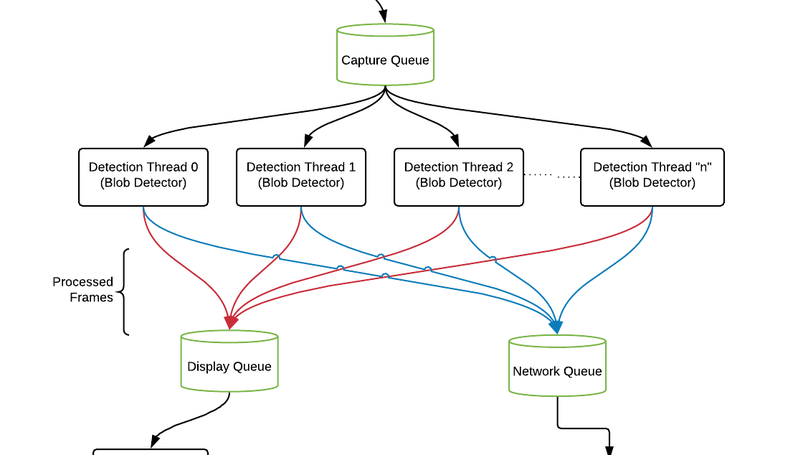 Capture Queue
Detection Thread 0
(Blob Detector)
Detection Thread 1
(Blob Detector)
Detection Thread 2
(Blob Detector)
Detection Thread "n"
(Blob Detector)
Processed
Frames
Display Queue
Network Queue